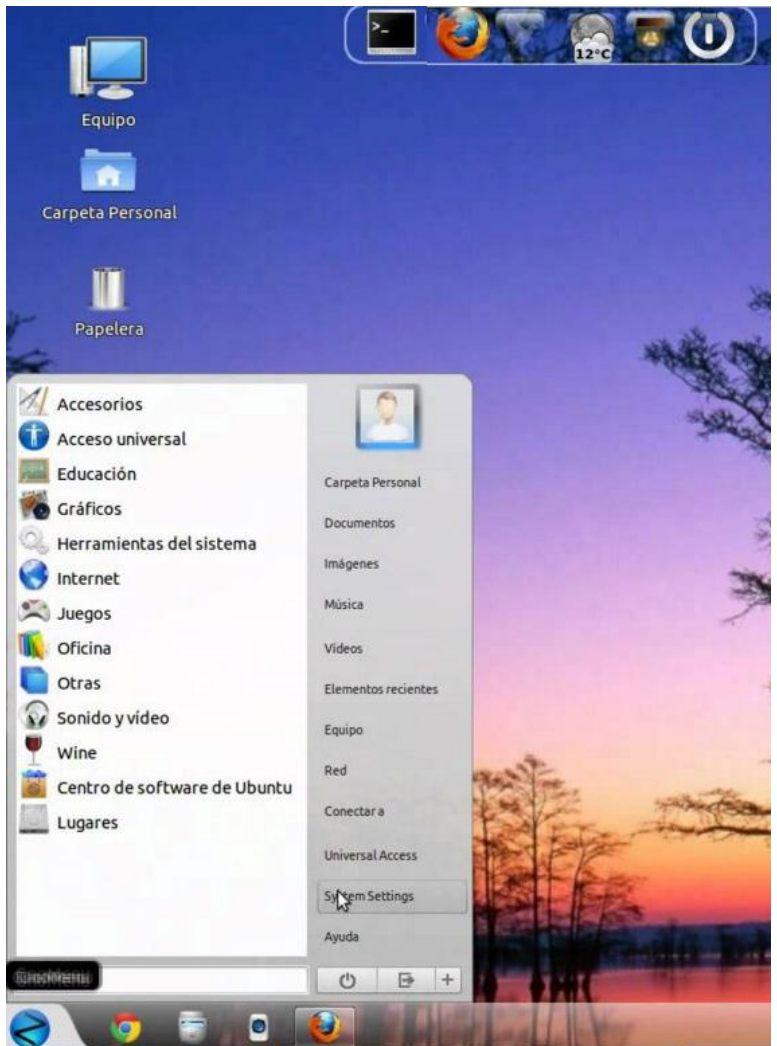 >_
12°C
Equipo
Carpeta Personal
Papelera
Accesorios
Acceso universal
Educación
Gráficos
Herramientas del sistema
Internet
Juegos
Oficina
Otras
Sonido y vídeo
Wine
Centro de software de Ubuntu
Lugares
Carpeta Personal
Documentos
Imágenes
Música
Vídeos
Elementos recientes
Equipo
Red
Conectar a
Universal Access
System Settings
Ayuda